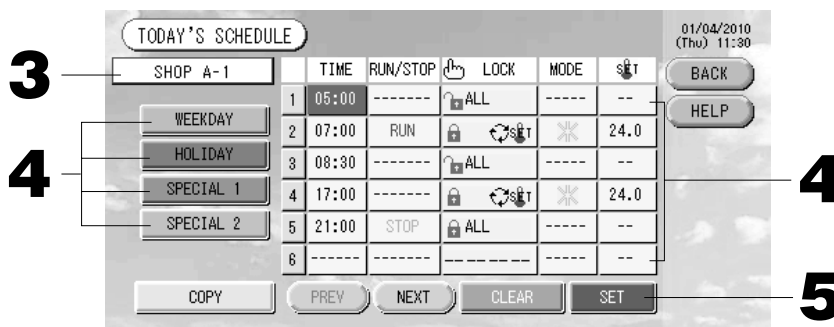 TODAY'S SCHEDULE
01/04/2010
(Thu) 11:30
3
SHOP A-1
TIME RUN/STOP LOCK MODE SET
BACK
HELP
1 05:00 ------- ALL ----- --
WEEKDAY
2 07:00 RUN SET 24.0
HOLIDAY
3 08:30 ------- ALL ----- --
4
4
SPECIAL 1
4 17:00 ------- SET 24.0
SPECIAL 2
5 21:00 STOP ALL ----- --
6 ----- ------- -------- ----- --
COPY PREV NEXT CLEAR SET
5